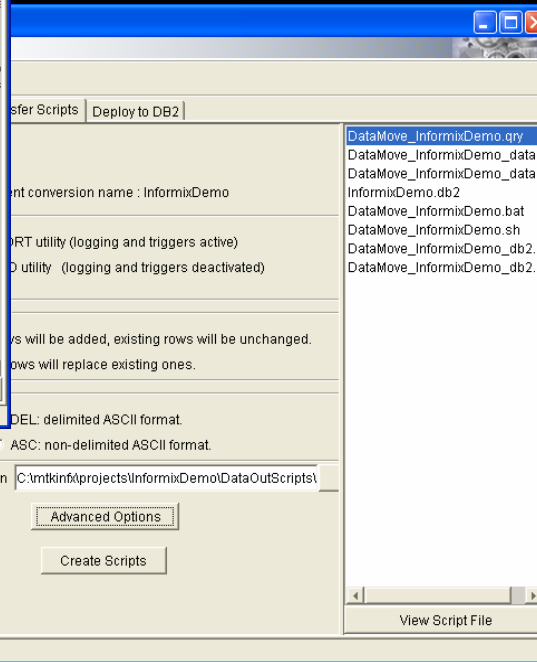 sfer Scripts
Deploy to DB2
nt conversion name : InformixDemo
RT utility (logging and triggers active)
utility (logging and triggers deactivated)
s will be added, existing rows will be unchanged.
ows will replace existing ones.
DEL: delimited ASCII format.
ASC: non-delimited ASCII format.
n C:\mtkinfx\projects\InformixDemo\DataOutScripts\
Advanced Options
Create Scripts
DataMove_InformixDemo.qry
DataMove_InformixDemo_data
DataMove_InformixDemo_data
InformixDemo.db2
DataMove_InformixDemo.bat
DataMove_InformixDemo.sh
DataMove_InformixDemo_db2.
DataMove_InformixDemo_db2.
View Script File